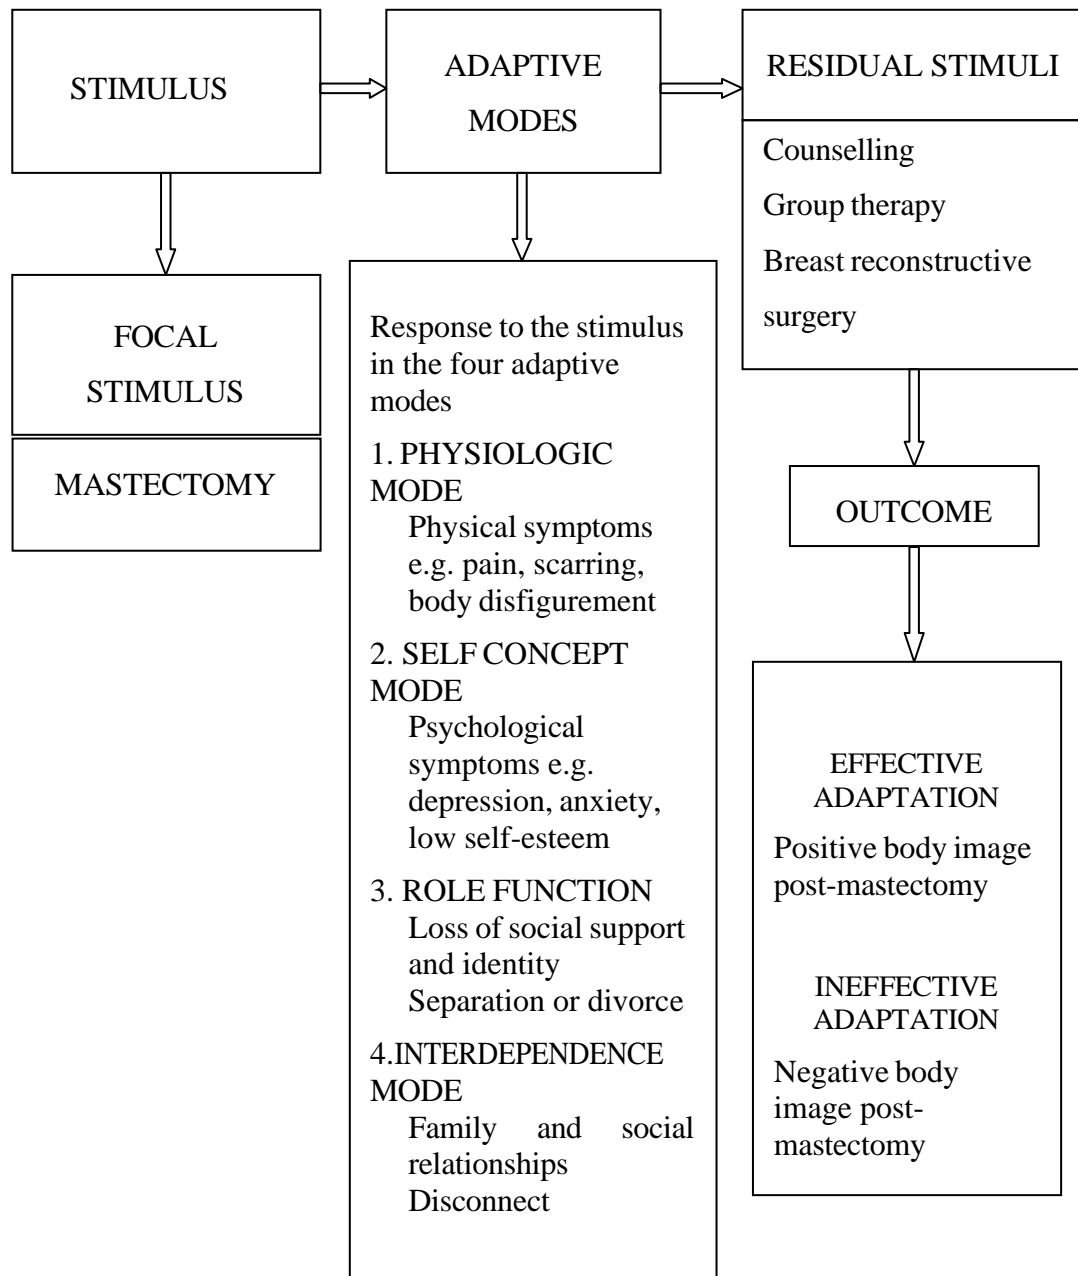 STIMULUS
ADAPTIVE
MODES
RESIDUAL STIMULI
Counselling
Group therapy
Breast reconstructive
surgery
FOCAL
STIMULUS
MASTECTOMY
Response to the stimulus
in the four adaptive
modes
1. PHYSIOLOGIC
MODE
Physical symptoms
e.g. pain, scarring,
body disfigurement
2. SELF CONCEPT
MODE
Psychological
symptoms e.g.
depression, anxiety,
low self-esteem
3. ROLE FUNCTION
Loss of social support
and identity
Separation or divorce
4.INTERDEPENDENCE
MODE
Family and social
relationships
Disconnect
OUTCOME
EFFECTIVE
ADAPTATION
Positive body image
post-mastectomy
INEFFECTIVE
ADAPTATION
Negative body
image post-
mastectomy